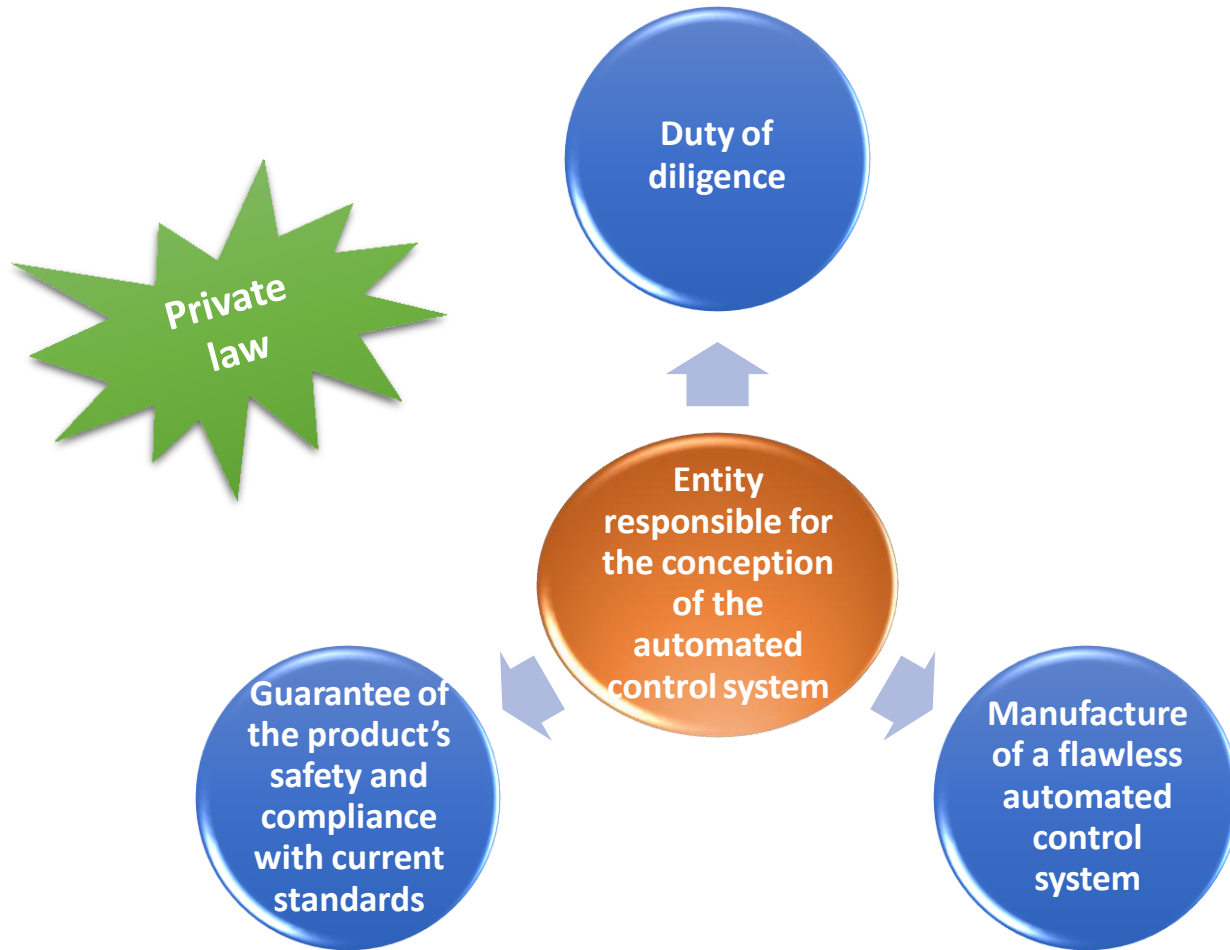 Duty of
diligence
Private
law
Entity
responsible for
the conception
of the
automated
control system
Guarantee of
the product’s
safety and
compliance
with current
standards
Manufacture
of a flawless
automated
control
system